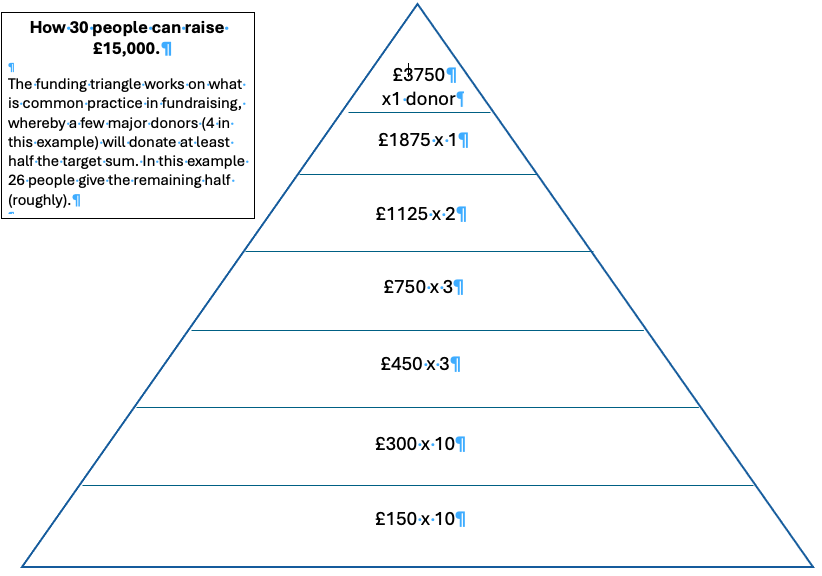 How 30 people can raise
£15,000.
The funding triangle works on what
is common practice in fundraising,
whereby a few major donors (4 in
this example) will donate at least
half the target sum. In this example
26 people give the remaining half
(roughly).
£3750
x1 donor
£1875 x 1
£1125 x 2
£750 x 3
£450 x 3
£300 x 10
£150 x 10